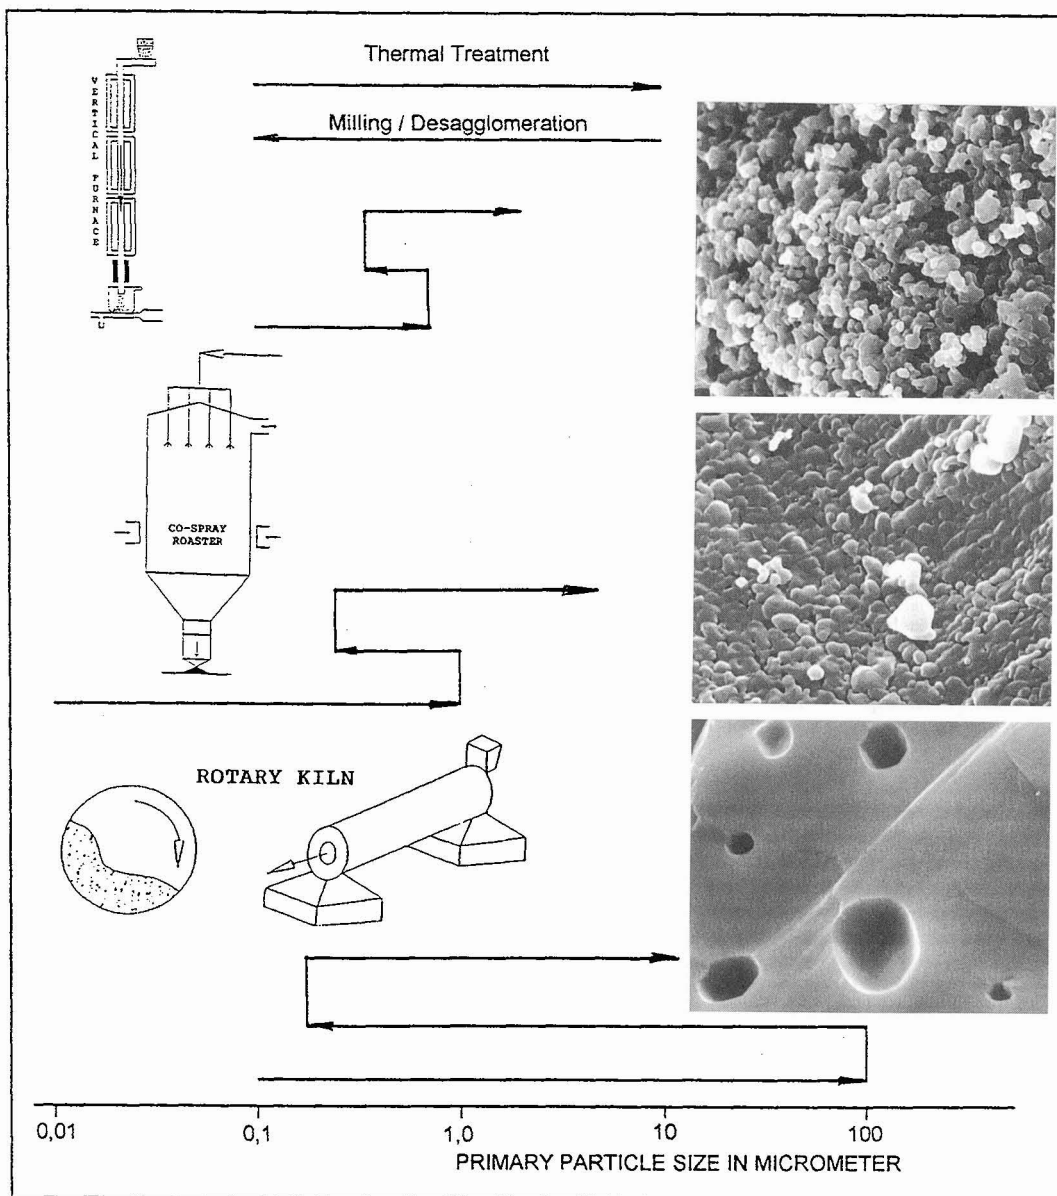 Thermal Treatment
Milling / Desagglomeration
VERTICAL FURNACE
CO-SPRAY
ROASTER
ROTARY KILN
0,01
0,1
1,0
10
100
PRIMARY PARTICLE SIZE IN MICROMETER